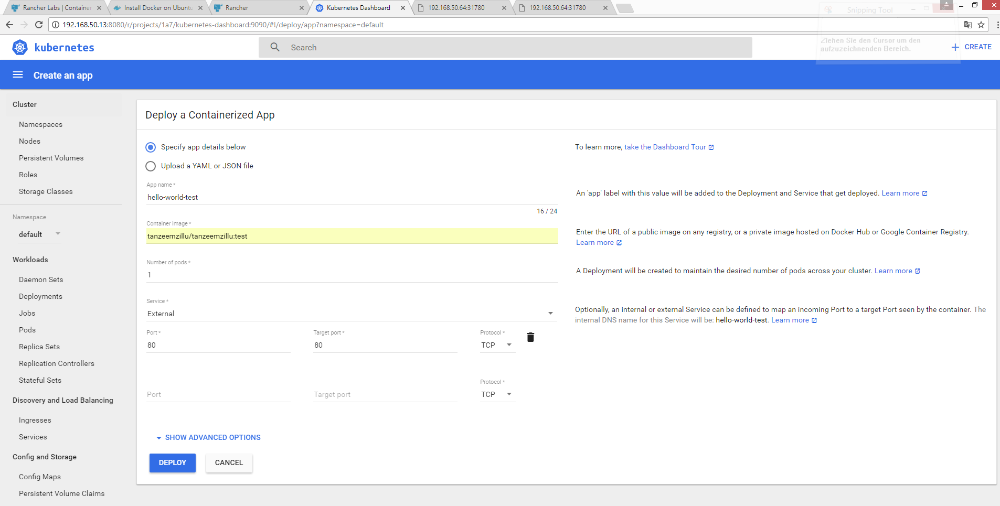 Rancher Labs | Container
Install Docker on Ubuntu
Rancher
Kubernetes Dashboard
192.168.50.64:31780
192.168.50.64:31780
Snipping Tool
192.168.50.13:8080/r/projects/1a7/kubernetes-dashboard:9090/#!/deploy/app?namespace=default
kubernetes
Search
Ziehen Sie den Cursor um den
aufzuzeichnenden Bereich.
CREATE
Create an app
Cluster
Namespaces
Nodes
Persistent Volumes
Roles
Storage Classes
Namespace
default
Workloads
Daemon Sets
Deployments
Jobs
Pods
Replica Sets
Replication Controllers
Stateful Sets
Discovery and Load Balancing
Ingresses
Services
Config and Storage
Config Maps
Persistent Volume Claims
Deploy a Containerized App
Specify app details below
To learn more, take the Dashboard Tour
Upload a YAML or JSON file
App name *
hello-world-test
16 / 24
An 'app' label with this value will be added to the Deployment and Service that get deployed. Learn more
Container image *
tanzeemzillu/tanzeemzillu:test
Enter the URL of a public image on any registry, or a private image hosted on Docker Hub or Google Container Registry.
Learn more
Number of pods *
1
A Deployment will be created to maintain the desired number of pods across your cluster. Learn more
Service *
External
Optionally, an internal or external Service can be defined to map an incoming Port to a target Port seen by the container. The
internal DNS name for this Service will be: hello-world-test. Learn more
Port * Target port * Protocol *
80 80 TCP
Protocol *
Port Target port TCP
SHOW ADVANCED OPTIONS
DEPLOY CANCEL